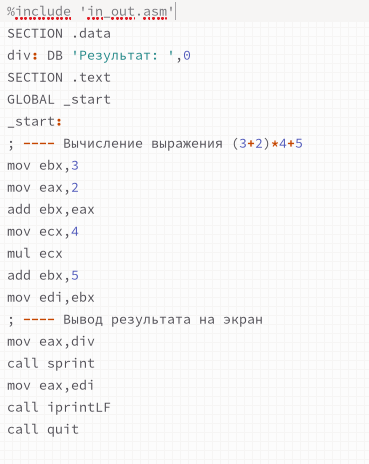 %include 'in_out.asm'
SECTION .data
div: DB 'Результат: ',0
SECTION .text
GLOBAL _start
_start:
; ---- Вычисление выражения (3+2)*4+5
mov ebx,3
mov eax,2
add ebx,eax
mov ecx,4
mul ecx
add ebx,5
mov edi,ebx
; ---- Вывод результата на экран
mov eax,div
call sprint
mov eax,edi
call iprintLF
call quit